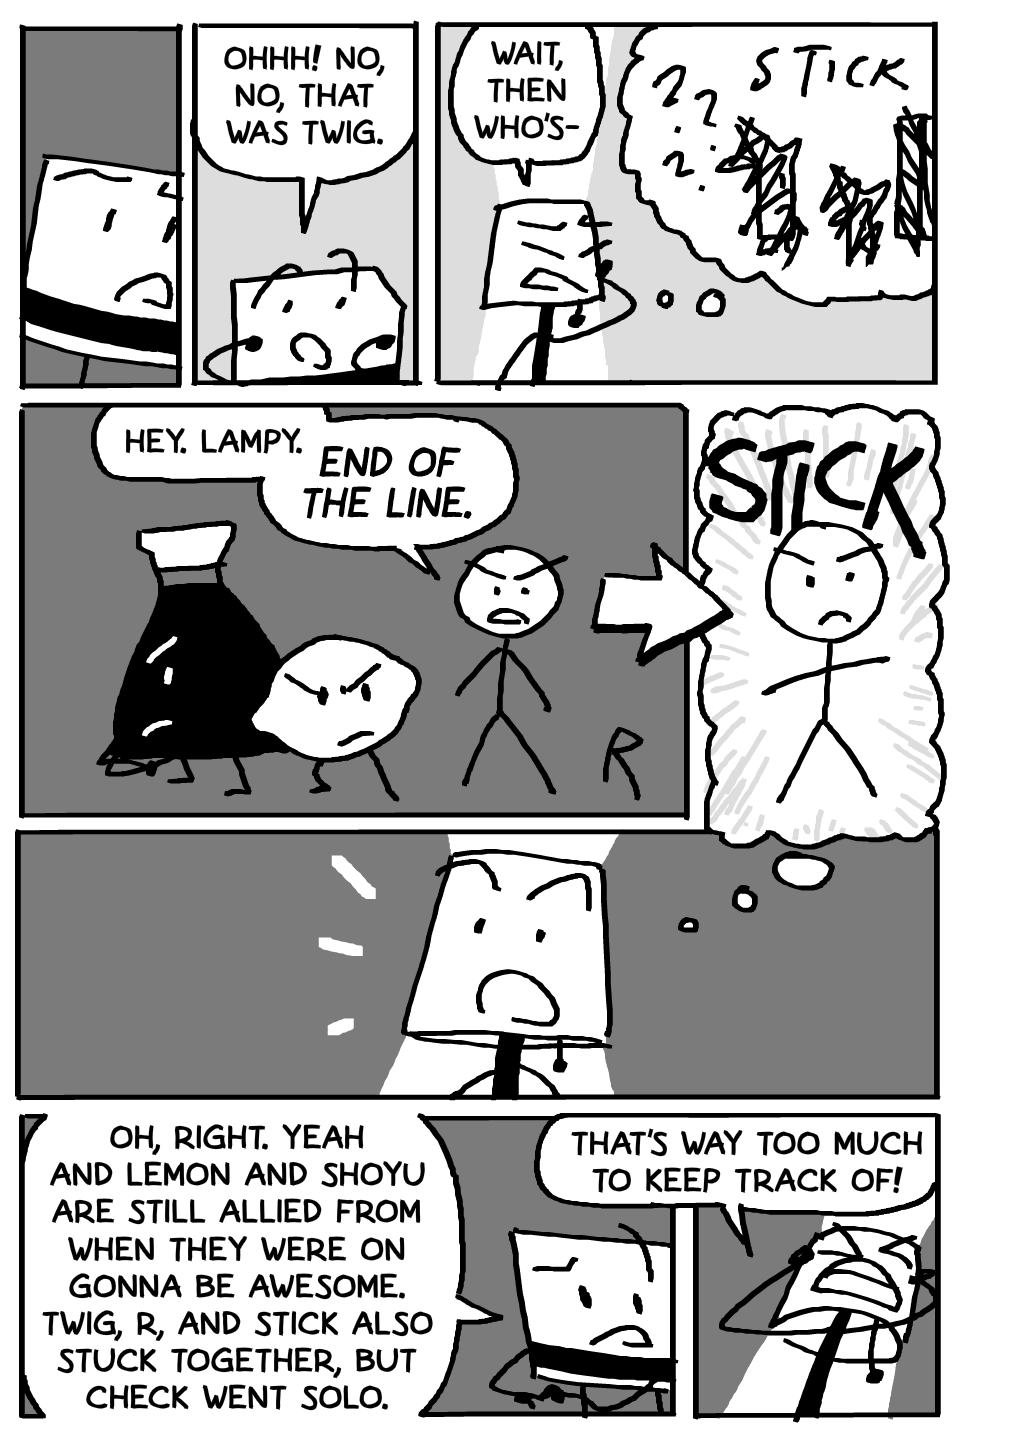 OHHH! NO,
NO, THAT
WAS TWIG.
WAIT,
THEN
WHO'S-
STICK
? ?
?
HEY. LAMPY.
END OF
THE LINE.
R
STICK
OH, RIGHT. YEAH
AND LEMON AND SHOYU
ARE STILL ALLIED FROM
WHEN THEY WERE ON
GONNA BE AWESOME.
TWIG, R, AND STICK ALSO
STUCK TOGETHER, BUT
CHECK WENT SOLO.
THAT'S WAY TOO MUCH
TO KEEP TRACK OF!